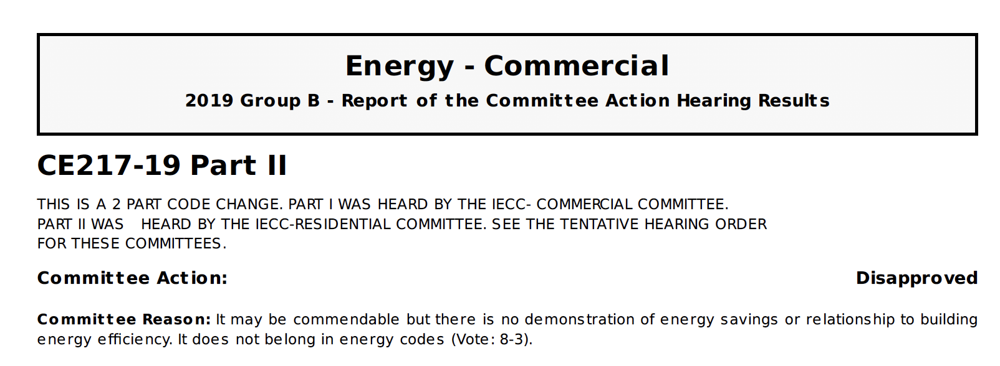 Energy - Commercial
2019 Group B - Report of the Committee Action Hearing Results
CE217-19 Part II
THIS IS A 2 PART CODE CHANGE. PART I WAS HEARD BY THE IECC- COMMERCIAL COMMITTEE.
PART II WAS HEARD BY THE IECC-RESIDENTIAL COMMITTEE. SEE THE TENTATIVE HEARING ORDER
FOR THESE COMMITTEES.
Committee Action: Disapproved
Committee Reason: It may be commendable but there is no demonstration of energy savings or relationship to building
energy efficiency. It does not belong in energy codes (Vote: 8-3).